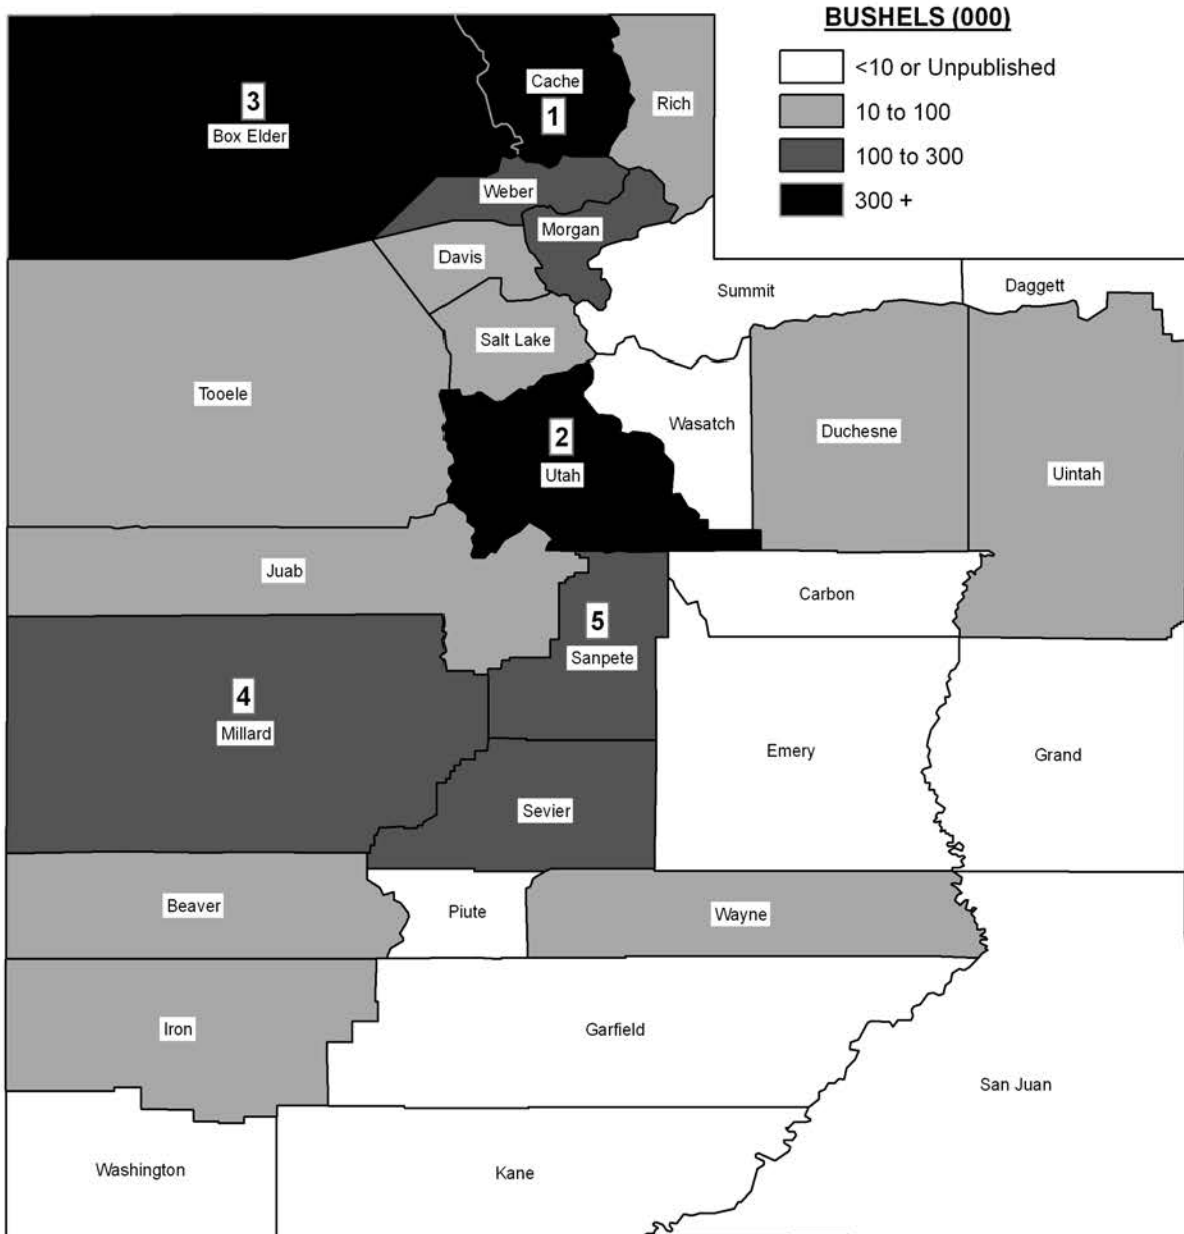 BUSHELS (000)
<10 or Unpublished
10 to 100
100 to 300
300 +
3
Box Elder
Cache
1
Rich
Weber
Morgan
Davis
Summit
Daggett
Salt Lake
Tooele
2
Utah
Wasatch
Duchesne
Uintah
Juab
Carbon
5
Sanpete
4
Millard
Emery
Grand
Sevier
Beaver
Piute
Wayne
Iron
Garfield
San Juan
Washington
Kane